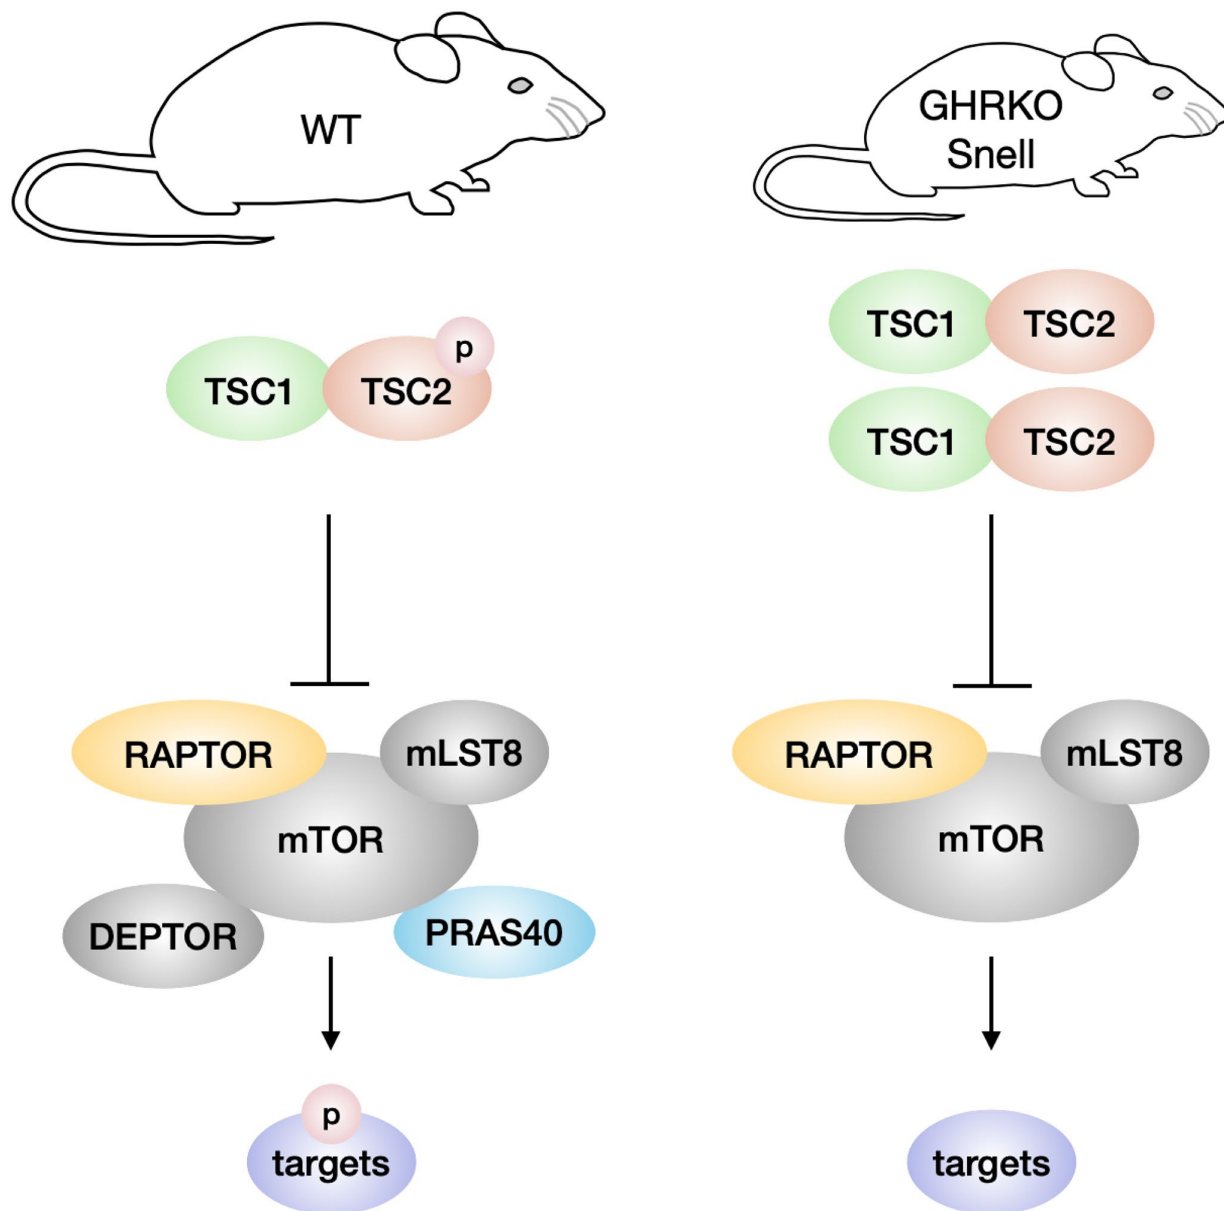 WT
GHRKO
Snell
TSC1 TSC2 p
TSC1 TSC2
TSC1 TSC2
RAPTOR mLST8
mTOR
DEPTOR PRAS40
p
targets
RAPTOR mLST8
mTOR
targets